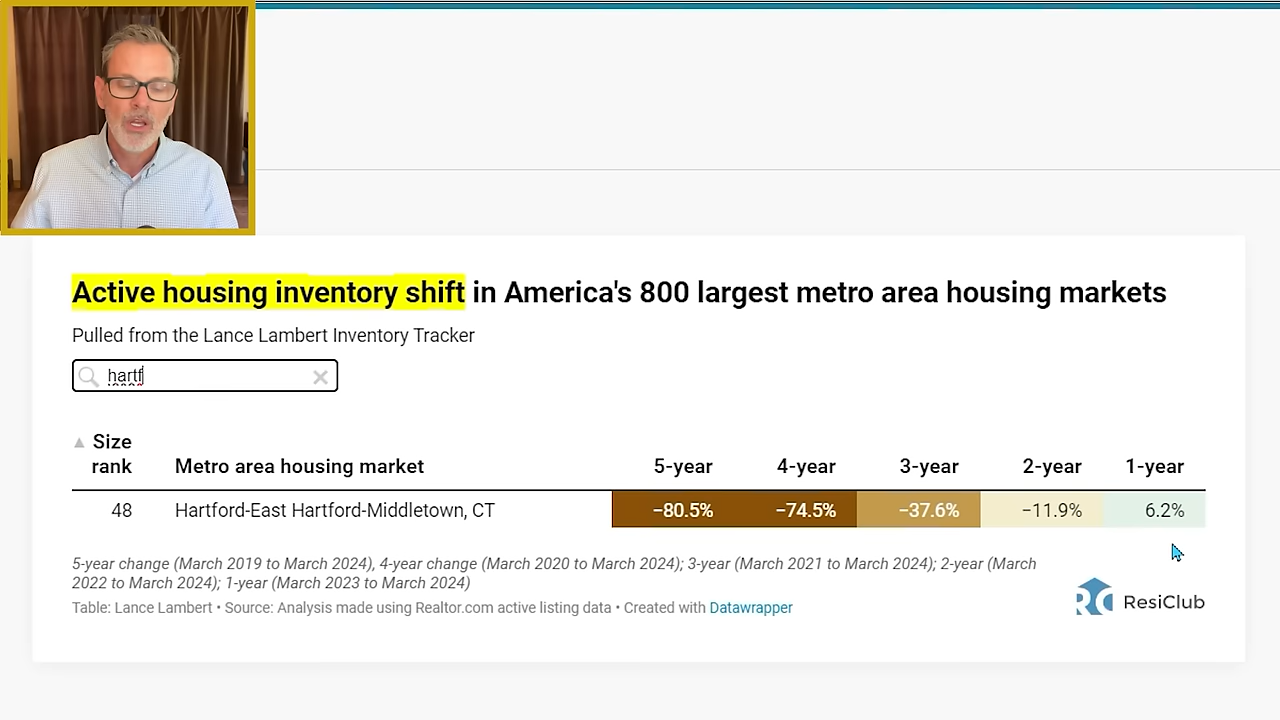 Active housing inventory shift in America's 800 largest metro area housing markets
Pulled from the Lance Lambert Inventory Tracker
hartf
▲ Size rank Metro area housing market 5-year 4-year 3-year 2-year 1-year
48 Hartford-East Hartford-Middletown, CT −80.5% −74.5% −37.6% −11.9% 6.2%
5-year change (March 2019 to March 2024), 4-year change (March 2020 to March 2024); 3-year (March 2021 to March 2024); 2-year (March
2022 to March 2024); 1-year (March 2023 to March 2024)
Table: Lance Lambert • Source: Analysis made using Realtor.com active listing data • Created with Datawrapper
RC ResiClub